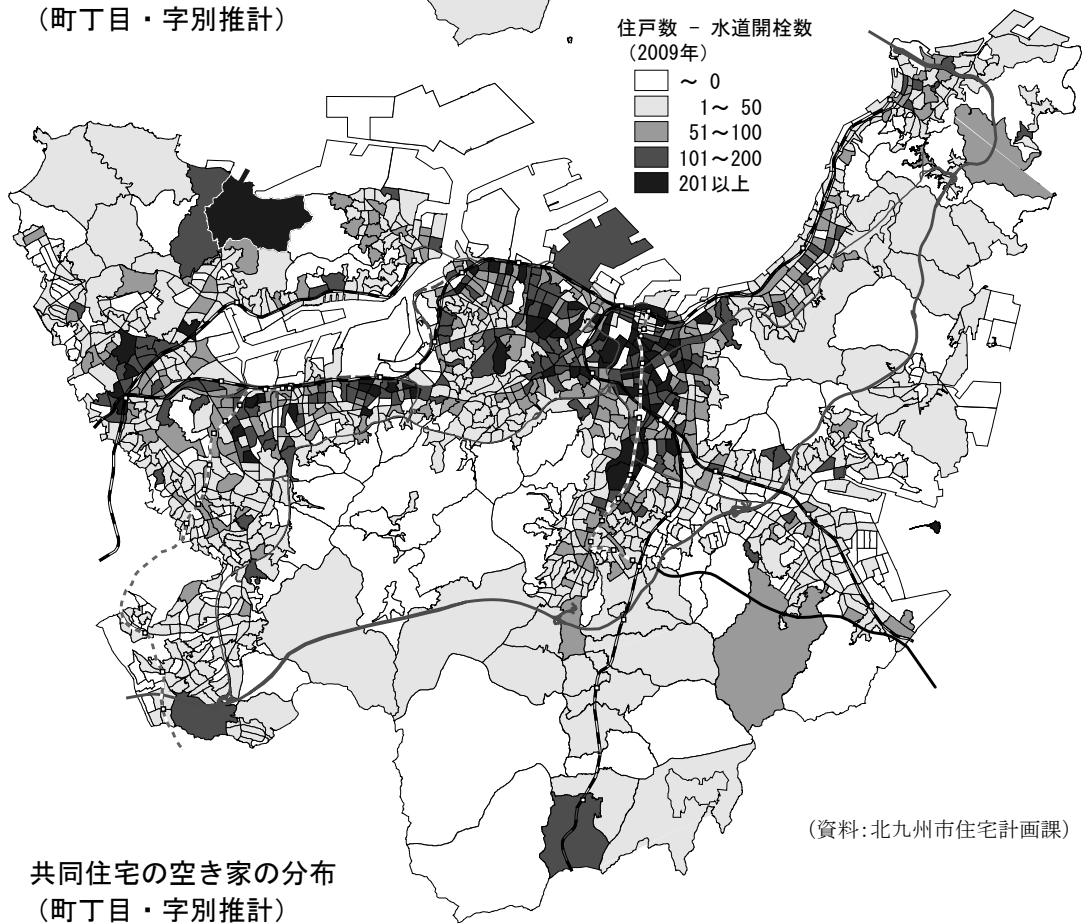 （町丁目・字別推計）
住戸数 － 水道開栓数
（2009年）
～ 0
1～ 50
51～100
101～200
201以上
（資料：北九州市住宅計画課）
共同住宅の空き家の分布
（町丁目・字別推計）